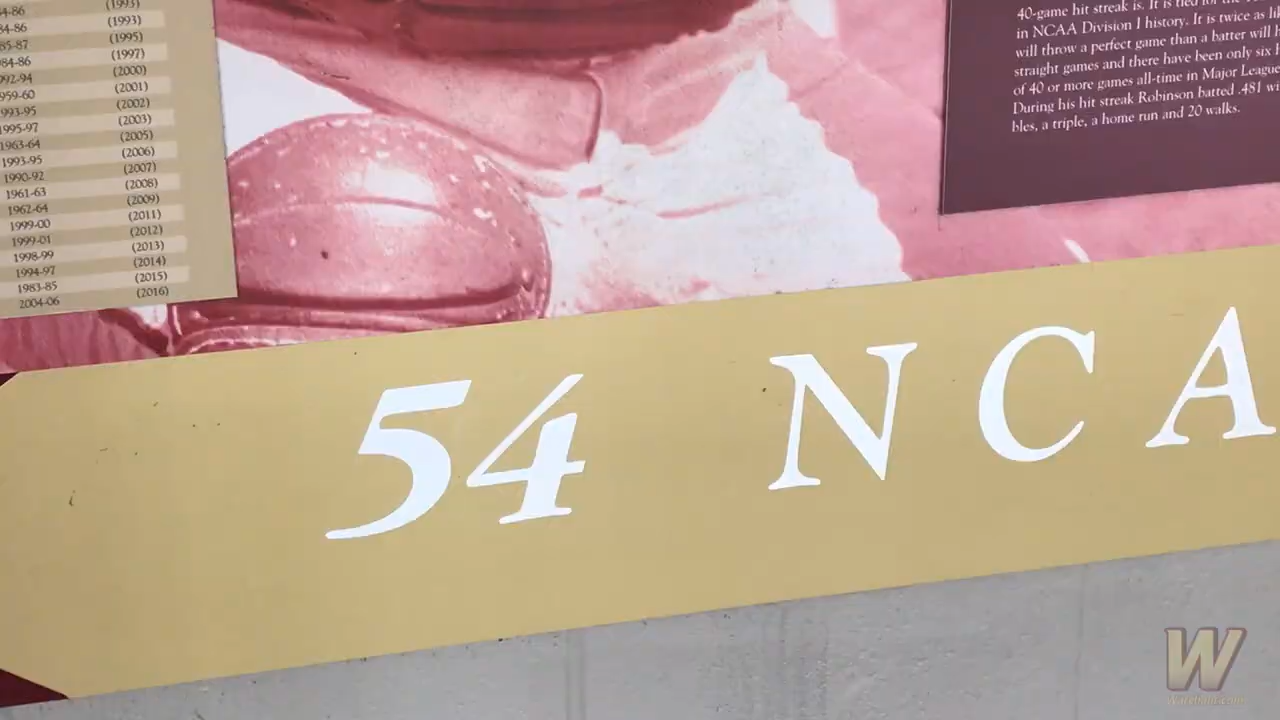 84-86 (1993)
84-86 (1993)
85-87 (1995)
984-86 (1997)
992-94 (2000)
959-60 (2001)
993-95 (2002)
1995-97 (2003)
1963-64 (2005)
1993-95 (2006)
1990-92 (2007)
1961-63 (2008)
1962-64 (2009)
1999-00 (2011)
1999-01 (2012)
1998-99 (2013)
1994-97 (2014)
1983-85 (2015)
2004-06 (2016)
40-game hit streak is. It is tied for the
in NCAA Division I history. It is twice as li
will throw a perfect game than a batter will h
straight games and there have been only six
of 40 or more games all-time in Major League
During his hit streak Robinson batted .481 wi
bles, a triple, a home run and 20 walks.
54 NCA
W
Warchant.com